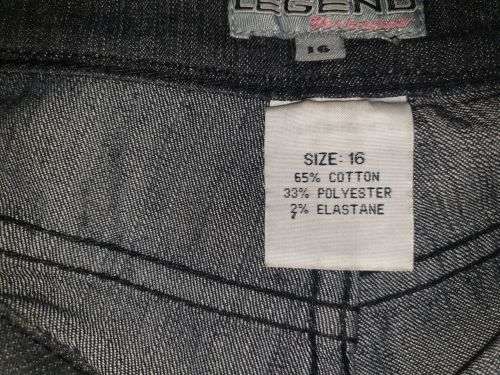 LEGEND
16
SIZE: 16
65% COTTON
33% POLYESTER
2% ELASTANE